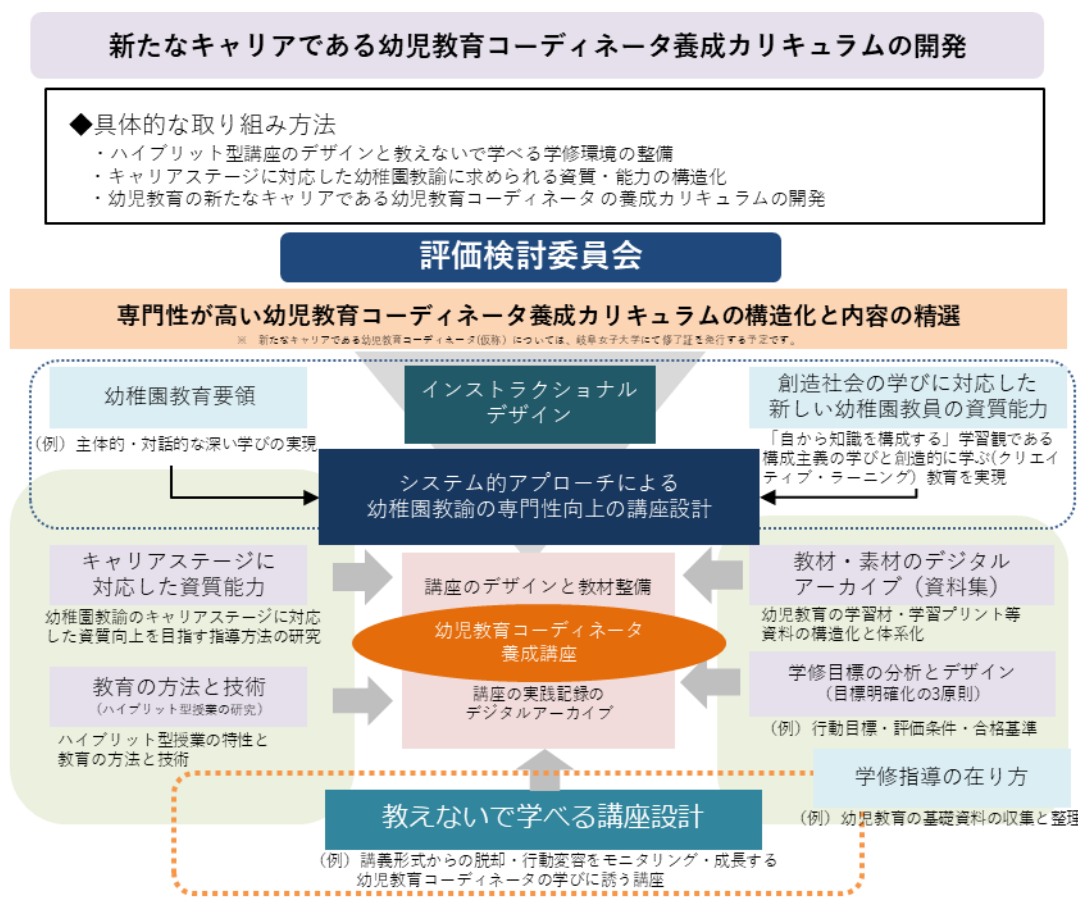 新たなキャリアである幼児教育コーディネータ養成カリキュラムの開発
◆具体的な取り組み方法
・ハイブリット型講座のデザインと教えないで学べる学修環境の整備
・キャリアステージに対応した幼稚園教諭に求められる資質・能力の構造化
・幼児教育の新たなキャリアである幼児教育コーディネータ の養成カリキュラムの開発
評価検討委員会
専門性が高い幼児教育コーディネータ養成カリキュラムの構造化と内容の精選
※ 新たなキャリアである幼児教育コーディネータ(仮称）については、岐阜女子大学にて修了証を発行する予定です。
幼稚園教育要領
（例）主体的・対話的な深い学びの実現
インストラクショナル
デザイン
創造社会の学びに対応した
新しい幼稚園教員の資質能力
「自から知識を構成する」学習観である
構成主義の学びと創造的に学ぶ(クリエイ
ティブ・ラーニング）教育を実現
システム的アプローチによる
幼稚園教諭の専門性向上の講座設計
キャリアステージに
対応した資質能力
幼稚園教諭のキャリアステージに対応
した資質向上を目指す指導方法の研究
教育の方法と技術
（ハイブリット型授業の研究）
ハイブリット型授業の特性と
教育の方法と技術
講座のデザインと教材整備
幼児教育コーディネータ
養成講座
講座の実践記録の
デジタルアーカイブ
教材・素材のデジタル
アーカイブ（資料集）
幼児教育の学習材・学習プリント等
資料の構造化と体系化
学修目標の分析とデザイン
（目標明確化の3原則）
（例）行動目標・評価条件・合格基準
学修指導の在り方
（例）幼児教育の基礎資料の収集と整理
教えないで学べる講座設計
（例）講義形式からの脱却・行動変容をモニタリング・成長する
幼児教育コーディネータの学びに誘う講座